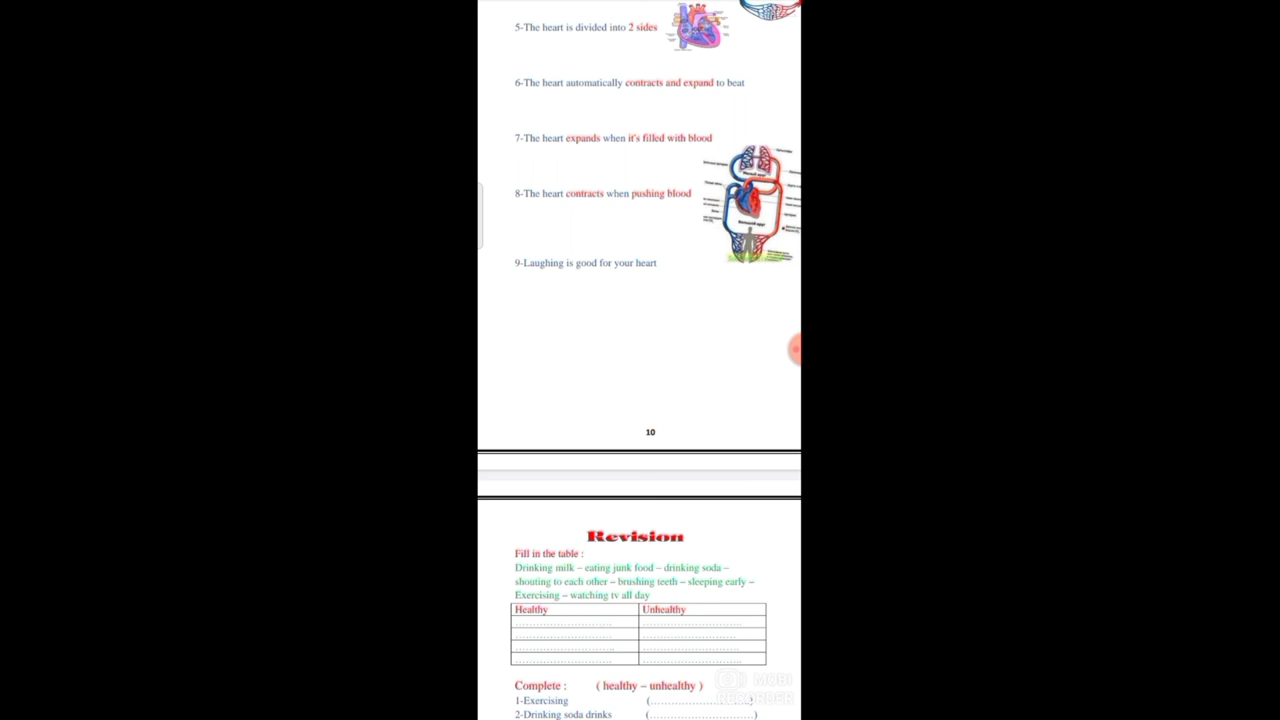 5-The heart is divided into 2 sides
6-The heart automatically contracts and expand to beat
7-The heart expands when it's filled with blood
8-The heart contracts when pushing blood
9-Laughing is good for your heart
10
Revision
Fill in the table :
Drinking milk – eating junk food – drinking soda –
shouting to each other – brushing teeth – sleeping early –
Exercising – watching tv all day
Healthy Unhealthy
Complete : ( healthy – unhealthy )
1-Exercising (............................)
2-Drinking soda drinks (............................)
MOBI
RECORDER